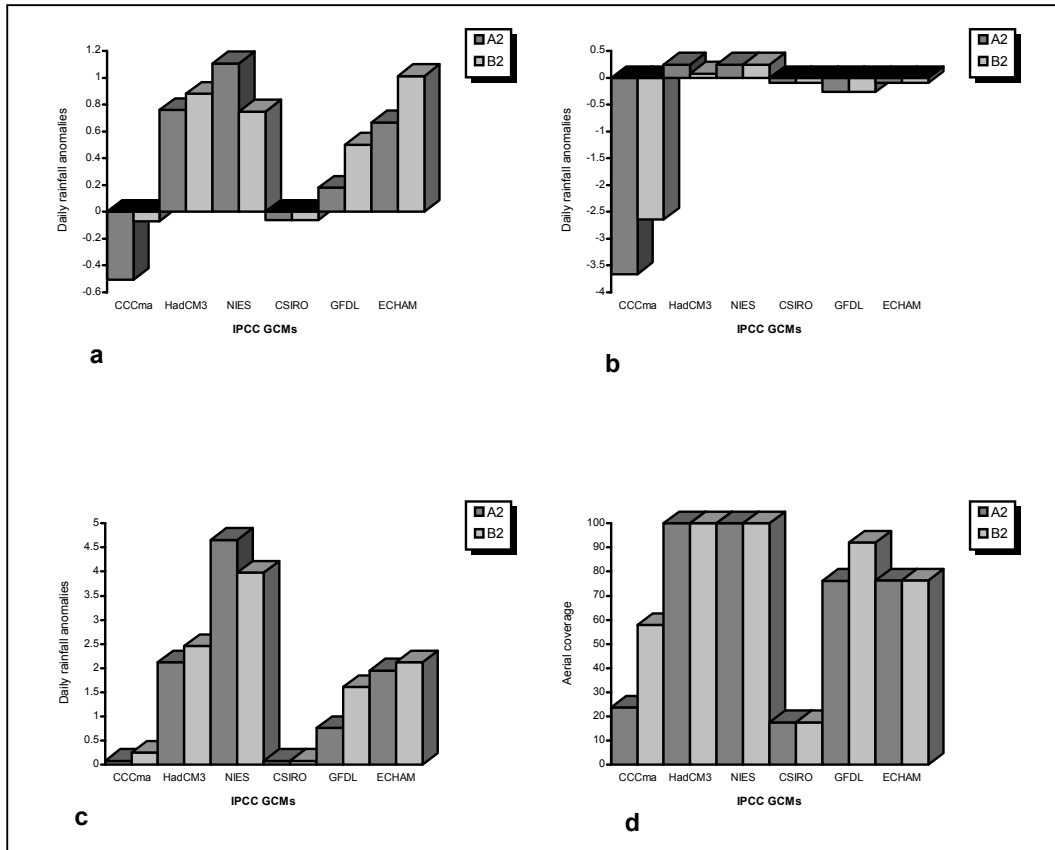 A2
B2
1.2
1
0.8
0.6
0.4
0.2
0
-0.2
-0.4
-0.6
Daily rainfall anomalies
CCCma HadCM3 NIES CSIRO GFDL ECHAM
IPCC GCMs
a
A2
B2
0.5
0
-0.5
-1
-1.5
-2
-2.5
-3
-3.5
-4
Daily rainfall anomalies
CCCma HadCM3 NIES CSIRO GFDL ECHAM
IPCC GCMs
b
A2
B2
5
4.5
4
3.5
3
2.5
2
1.5
1
0.5
0
Daily rainfall anomalies
CCCma HadCM3 NIES CSIRO GFDL ECHAM
IPCC GCMs
c
A2
B2
100
90
80
70
60
50
40
30
20
10
0
Aerial coverage
CCCma HadCM3 NIES CSIRO GFDL ECHAM
IPCC GCMs
d